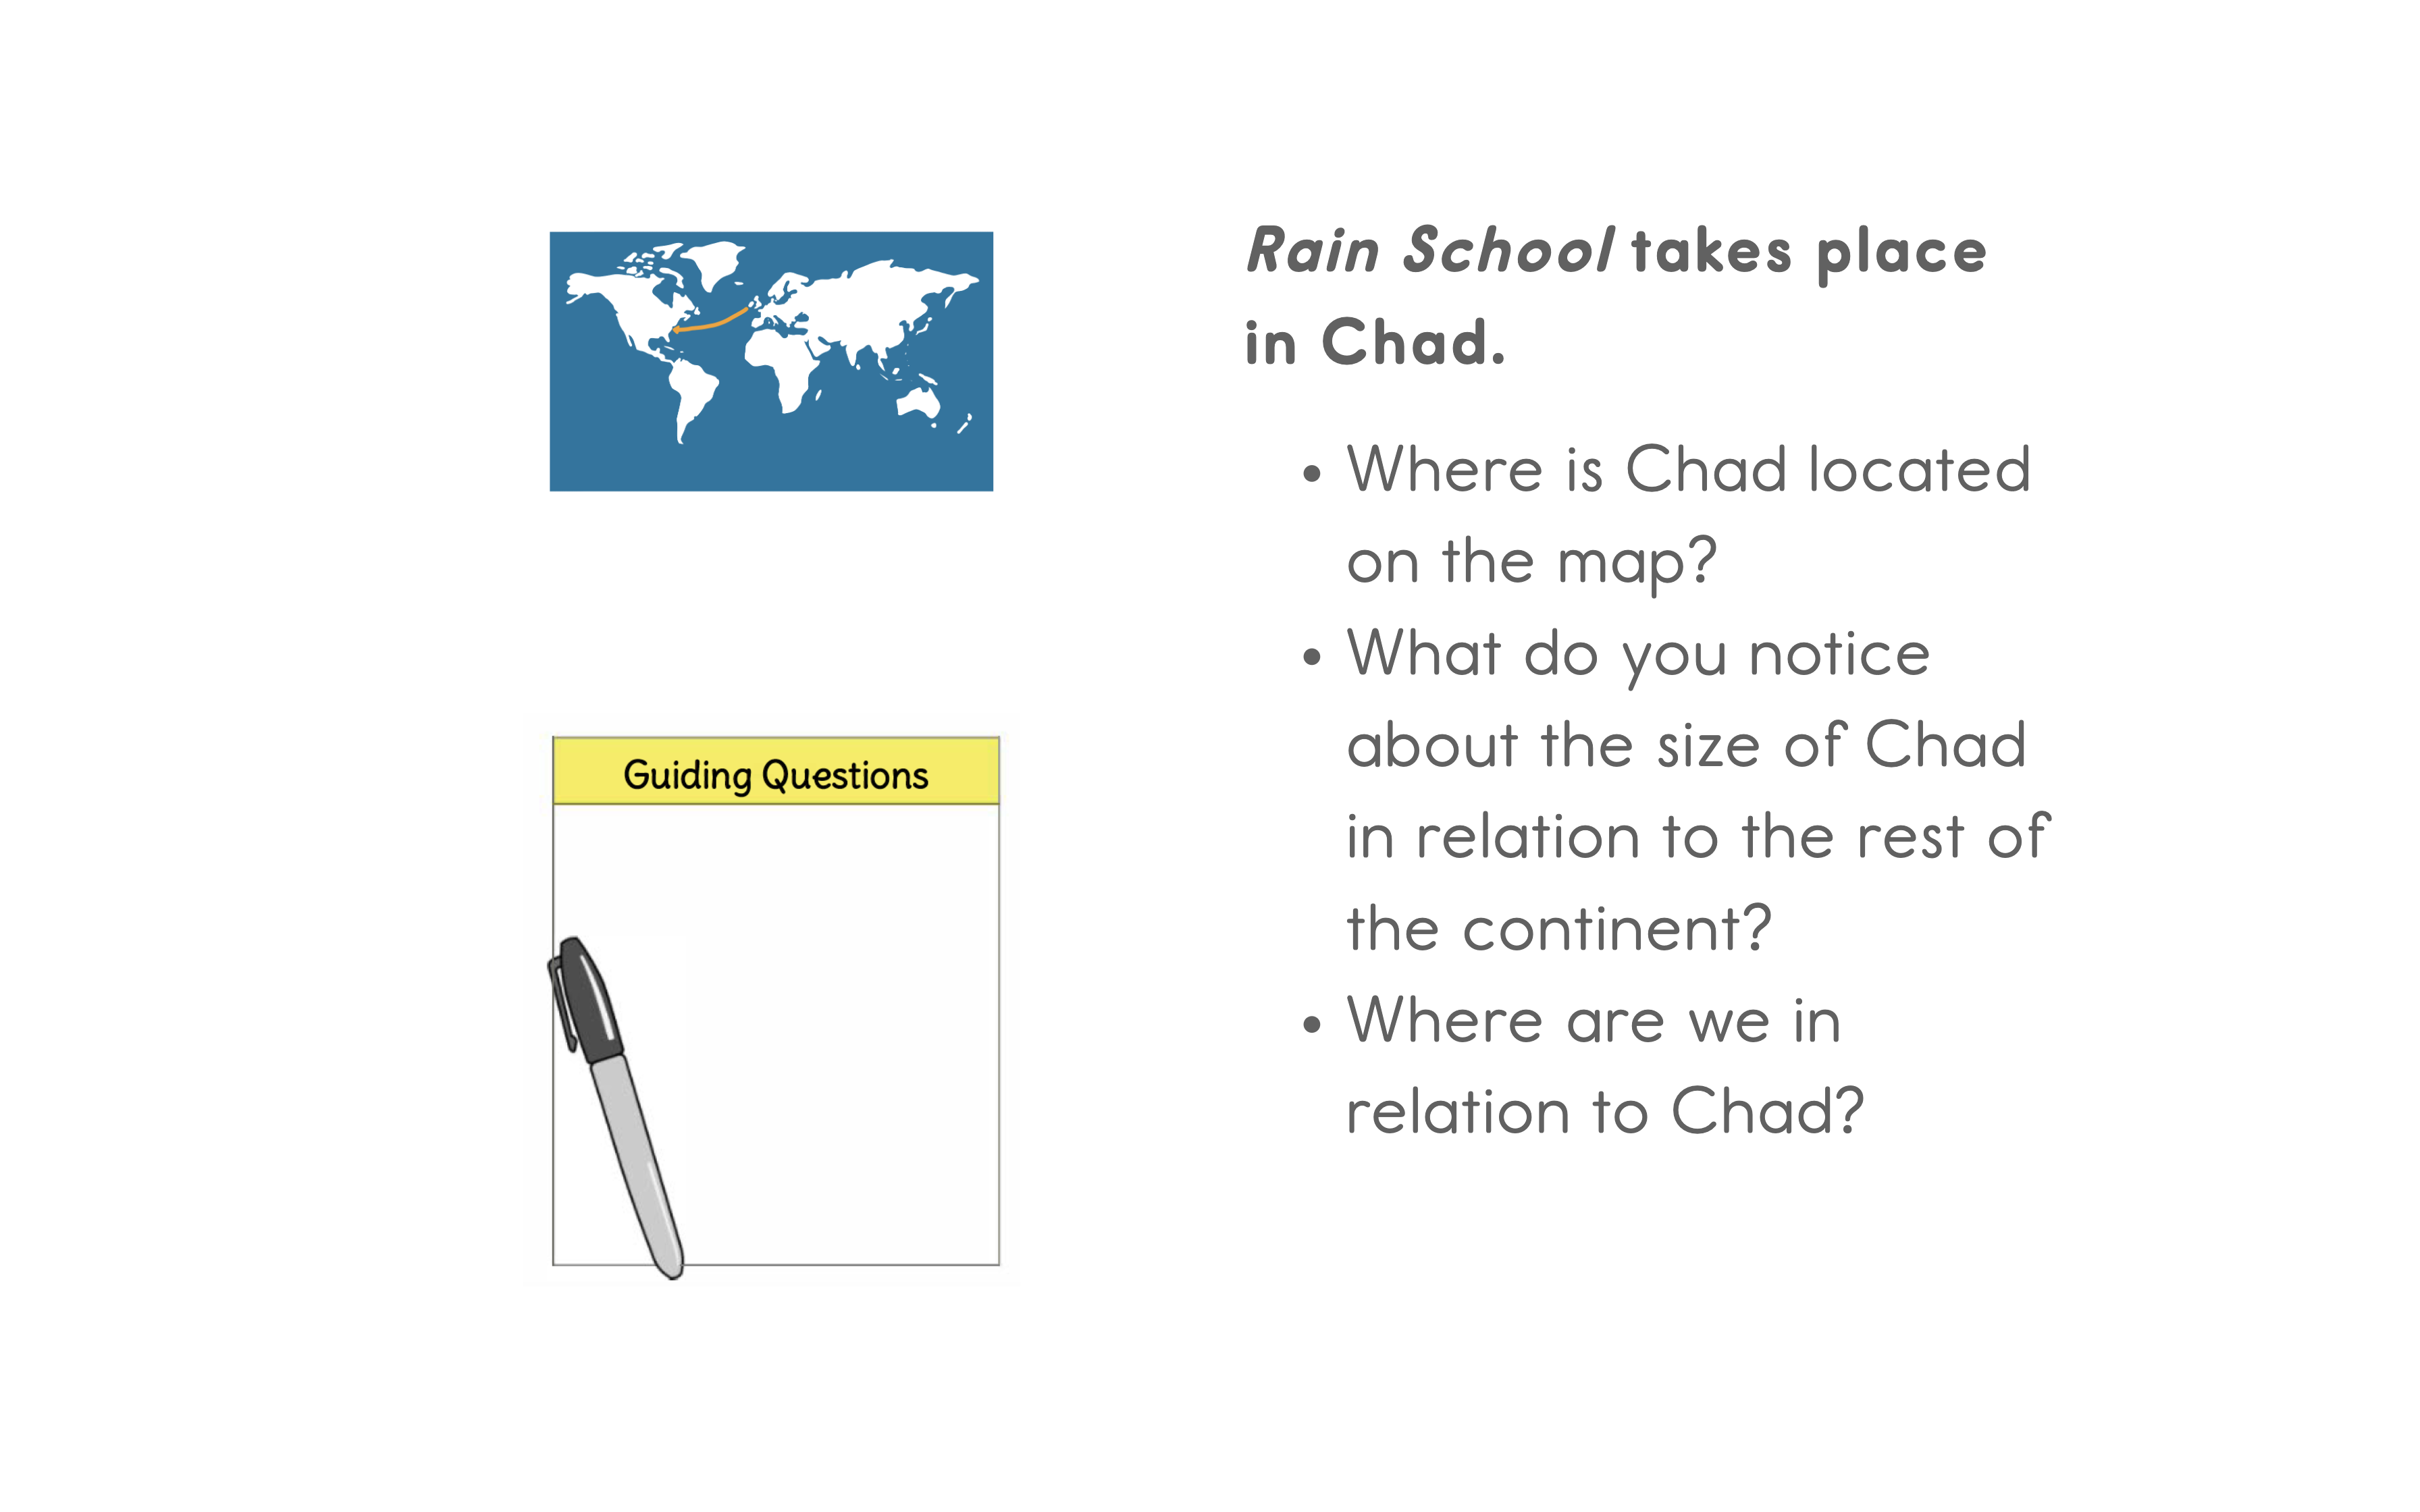 Rain School takes place
in Chad.
• Where is Chad located
on the map?
• What do you notice
about the size of Chad
in relation to the rest of
the continent?
• Where are we in
relation to Chad?
Guiding Questions